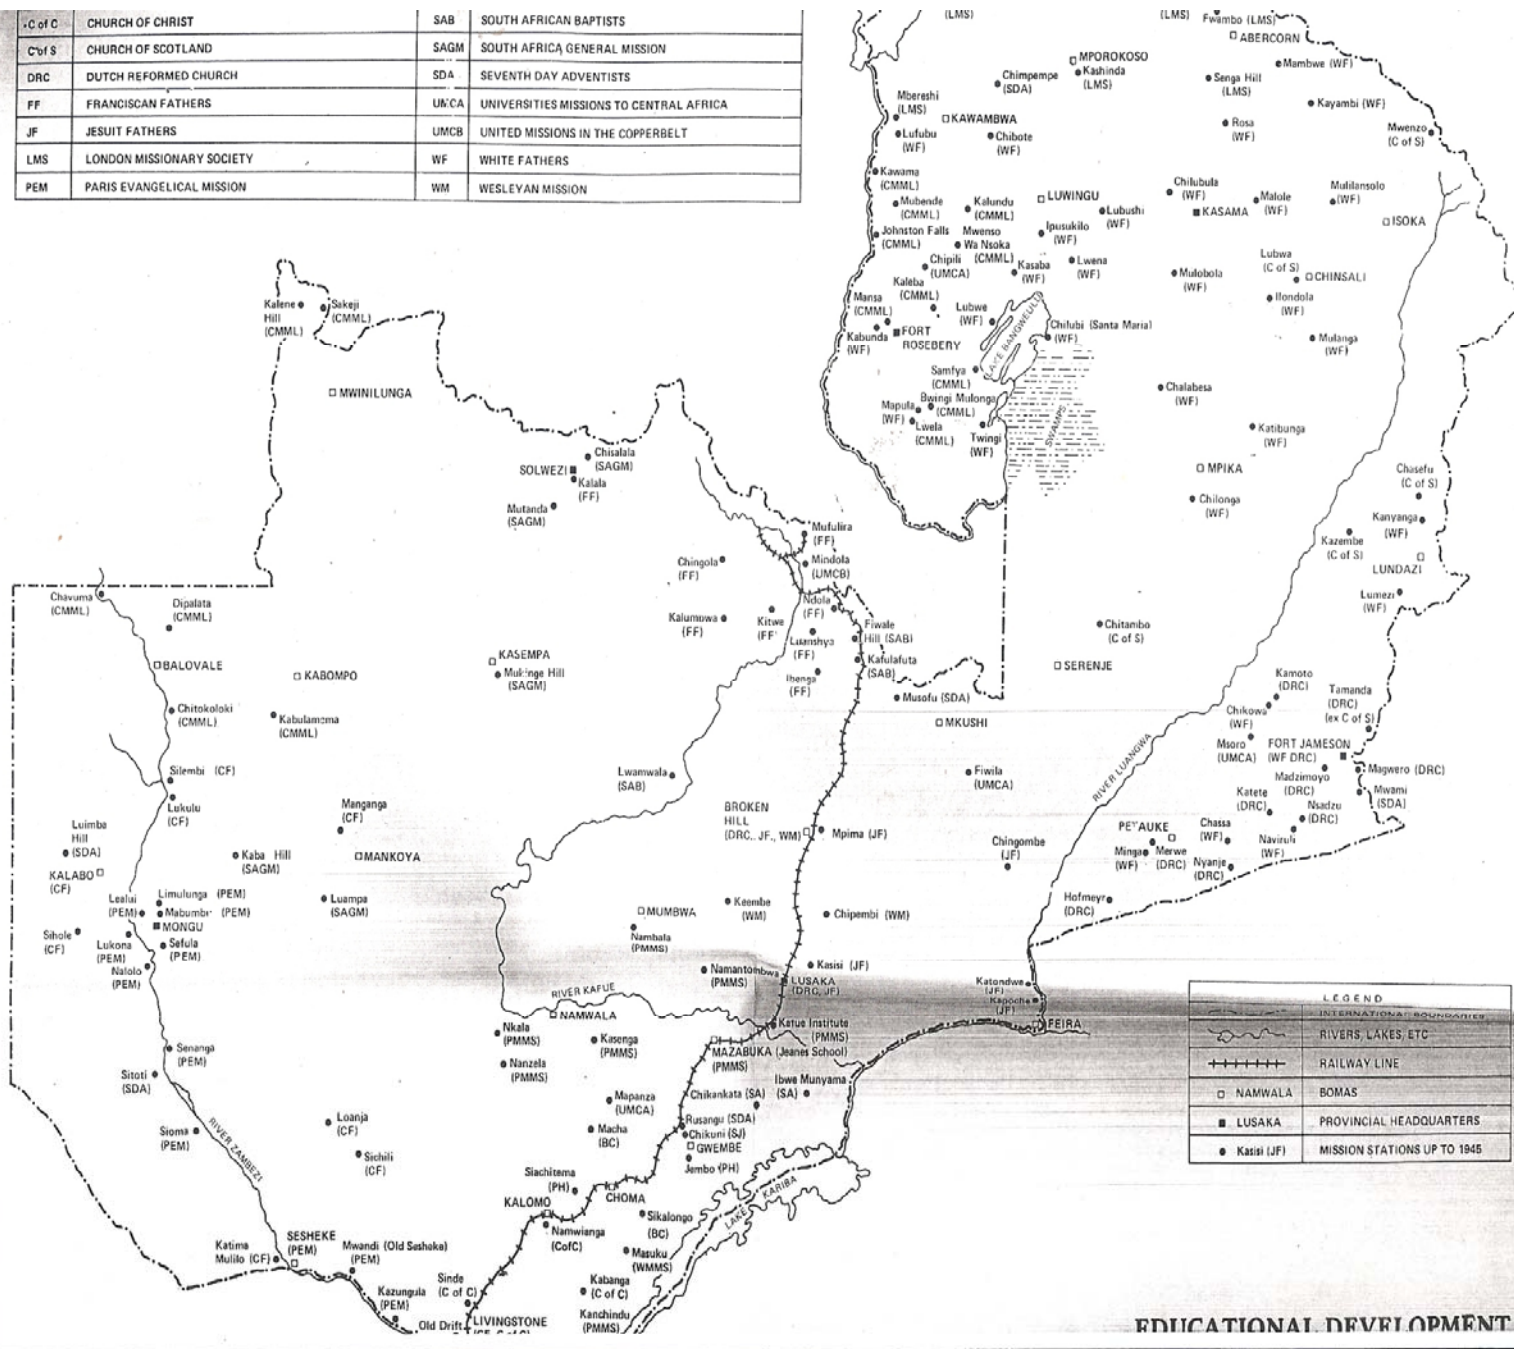 C of C CHURCH OF CHRIST SAB SOUTH AFRICAN BAPTISTS
C of S CHURCH OF SCOTLAND SAGM SOUTH AFRICA GENERAL MISSION
DRC DUTCH REFORMED CHURCH SDA SEVENTH DAY ADVENTISTS
FF FRANCISCAN FATHERS UMCA UNIVERSITIES MISSIONS TO CENTRAL AFRICA
JF JESUIT FATHERS UMCB UNITED MISSIONS IN THE COPPERBELT
LMS LONDON MISSIONARY SOCIETY WF WHITE FATHERS
PEM PARIS EVANGELICAL MISSION WM WESLEYAN MISSION
(LMS)
(LMS)
Fwambo (LMS)
ABERCORN
MPOROKOSO
Kashinda
(LMS)
Mambwe (WF)
Chimpempe
(SDA)
Senga Hill
(LMS)
Kayambi (WF)
Mbereshi
(LMS)
KAWAMBWA
Lufubu
(WF)
Chibote
(WF)
Rosa
(WF)
Mwenzo
(C of S)
Kawama
(CMML)
Mubende
(CMML)
Kalundu
(CMML)
LUWINGU
Lubushi
(WF)
Chilubula
(WF)
KASAMA
Malole
(WF)
Mulilansolo
(WF)
ISOKA
Johnston Falls
(CMML)
Mwenso
Wa Nsoka
(CMML)
Ipusukilo
(WF)
Chipili
(UMCA)
Kasaba
(WF)
Lwena
(WF)
Mulobola
(WF)
Lubwa
(C of S)
CHINSALI
Ilondola
(WF)
Kaleba
(CMML)
Mansa
(CMML)
Kabunda
(WF)
FORT
ROSEBERY
Lubwe
(WF)
LAKE BANGWEULU
Chilubi (Santa Maria)
(WF)
Mulanga
(WF)
Kalene
Hill
(CMML)
Sakeji
(CMML)
MWINILUNGA
Samfya
(CMML)
Bwingi Mulonga
(CMML)
Mapula
(WF)
Lwela
(CMML)
Twingi
(WF)
SWAMPS
Chalabesa
(WF)
Katibunga
(WF)
MPIKA
Chilonga
(WF)
Chasefu
(C of S)
Kanyanga
(WF)
Kazembe
(C of S)
LUNDAZI
Lumezi
(WF)
Chisalala
(SAGM)
SOLWEZI
Kalala
(FF)
Mutanda
(SAGM)
Mufulira
(FF)
Mindola
(UMCB)
Chingola
(FF)
Ndola
(FF)
Kalumbwa
(FF)
Kitwe
(FF)
Luanshya
(FF)
Fiwale
Hill (SAB)
Kafulafuta
(SAB)
Ibenga
(FF)
Musofu (SDA)
MKUSHI
Chitambo
(C of S)
SERENJE
Chavuma
(CMML)
Dipalata
(CMML)
BALOVALE
KABOMPO
KASEMPA
Mukinge Hill
(SAGM)
Chitokoloki
(CMML)
Kabulamema
(CMML)
Silembi (CF)
Lukulu
(CF)
Manganga
(CF)
Lwamwala
(SAB)
Fiwila
(UMCA)
RIVER LUANGWA
Kamoto
(DRC)
Tamanda
(DRC)
(ex C of S)
Chikowa
(WF)
Msoro
(UMCA)
FORT JAMESON
(WF DRC)
Madzimoyo
(DRC)
Magwero (DRC)
Mwami
(SDA)
Katete
(DRC)
Nsadzu
(DRC)
Chassa
(WF)
Naviruli
(WF)
PETAUKE
Minga
(WF)
Merwe
(DRC)
Nyanje
(DRC)
Hofmeyr
(DRC)
BROKEN
HILL
(DRC., JF., WM)
Mpima (JF)
Chingombe
(JF)
Luimba
Hill
(SDA)
KALABO
(CF)
Kaba Hill
(SAGM)
MANKOYA
Luampa
(SAGM)
Lealui
(PEM)
Limulunga (PEM)
Mabumbu (PEM)
MONGU
Sihole
(CF)
Lukona
(PEM)
Sefula
(PEM)
Nalolo
(PEM)
Keembe
(WM)
MUMBWA
Nambala
(PMMS)
Chipembi (WM)
Namantombwa
(PMMS)
Kasisi (JF)
LUSAKA
(DRC, JF)
Katondwe
(JF)
Kapoche
(JF)
FEIRA
RIVER KAFUE
NAMWALA
Nkala
(PMMS)
Kasenga
(PMMS)
Nanzela
(PMMS)
Kafue Institute
(PMMS)
MAZABUKA (Jeanes School)
(PMMS)
Senanga
(PEM)
Sitoti
(SDA)
Sioma
(PEM)
RIVER ZAMBEZI
Loanja
(CF)
Sichili
(CF)
Mapanza
(UMCA)
Macha
(BC)
Chikankata (SA)
Ibwe Munyama
(SA)
Rusangu (SDA)
Chikuni (SJ)
GWEMBE
Jembo (PH)
Siachitema
(PH)
KALOMO
CHOMA
Namwianga
(CofC)
Sikalongo
(BC)
Masuku
(WMMS)
Kabanga
(C of C)
Kanchindu
(PMMS)
LAKE KARIBA
Katima
Mulilo (CF)
SESHEKE
(PEM)
Mwandi (Old Sesheke)
(PEM)
Kazungula
(PEM)
Sinde
(C of C)
Old Drift
LIVINGSTONE
LEGEND
INTERNATIONAL BOUNDARIES
RIVERS, LAKES, ETC
RAILWAY LINE
NAMWALA BOMAS
LUSAKA PROVINCIAL HEADQUARTERS
Kasisi (JF) MISSION STATIONS UP TO 1945
EDUCATIONAL DEVELOPMENT